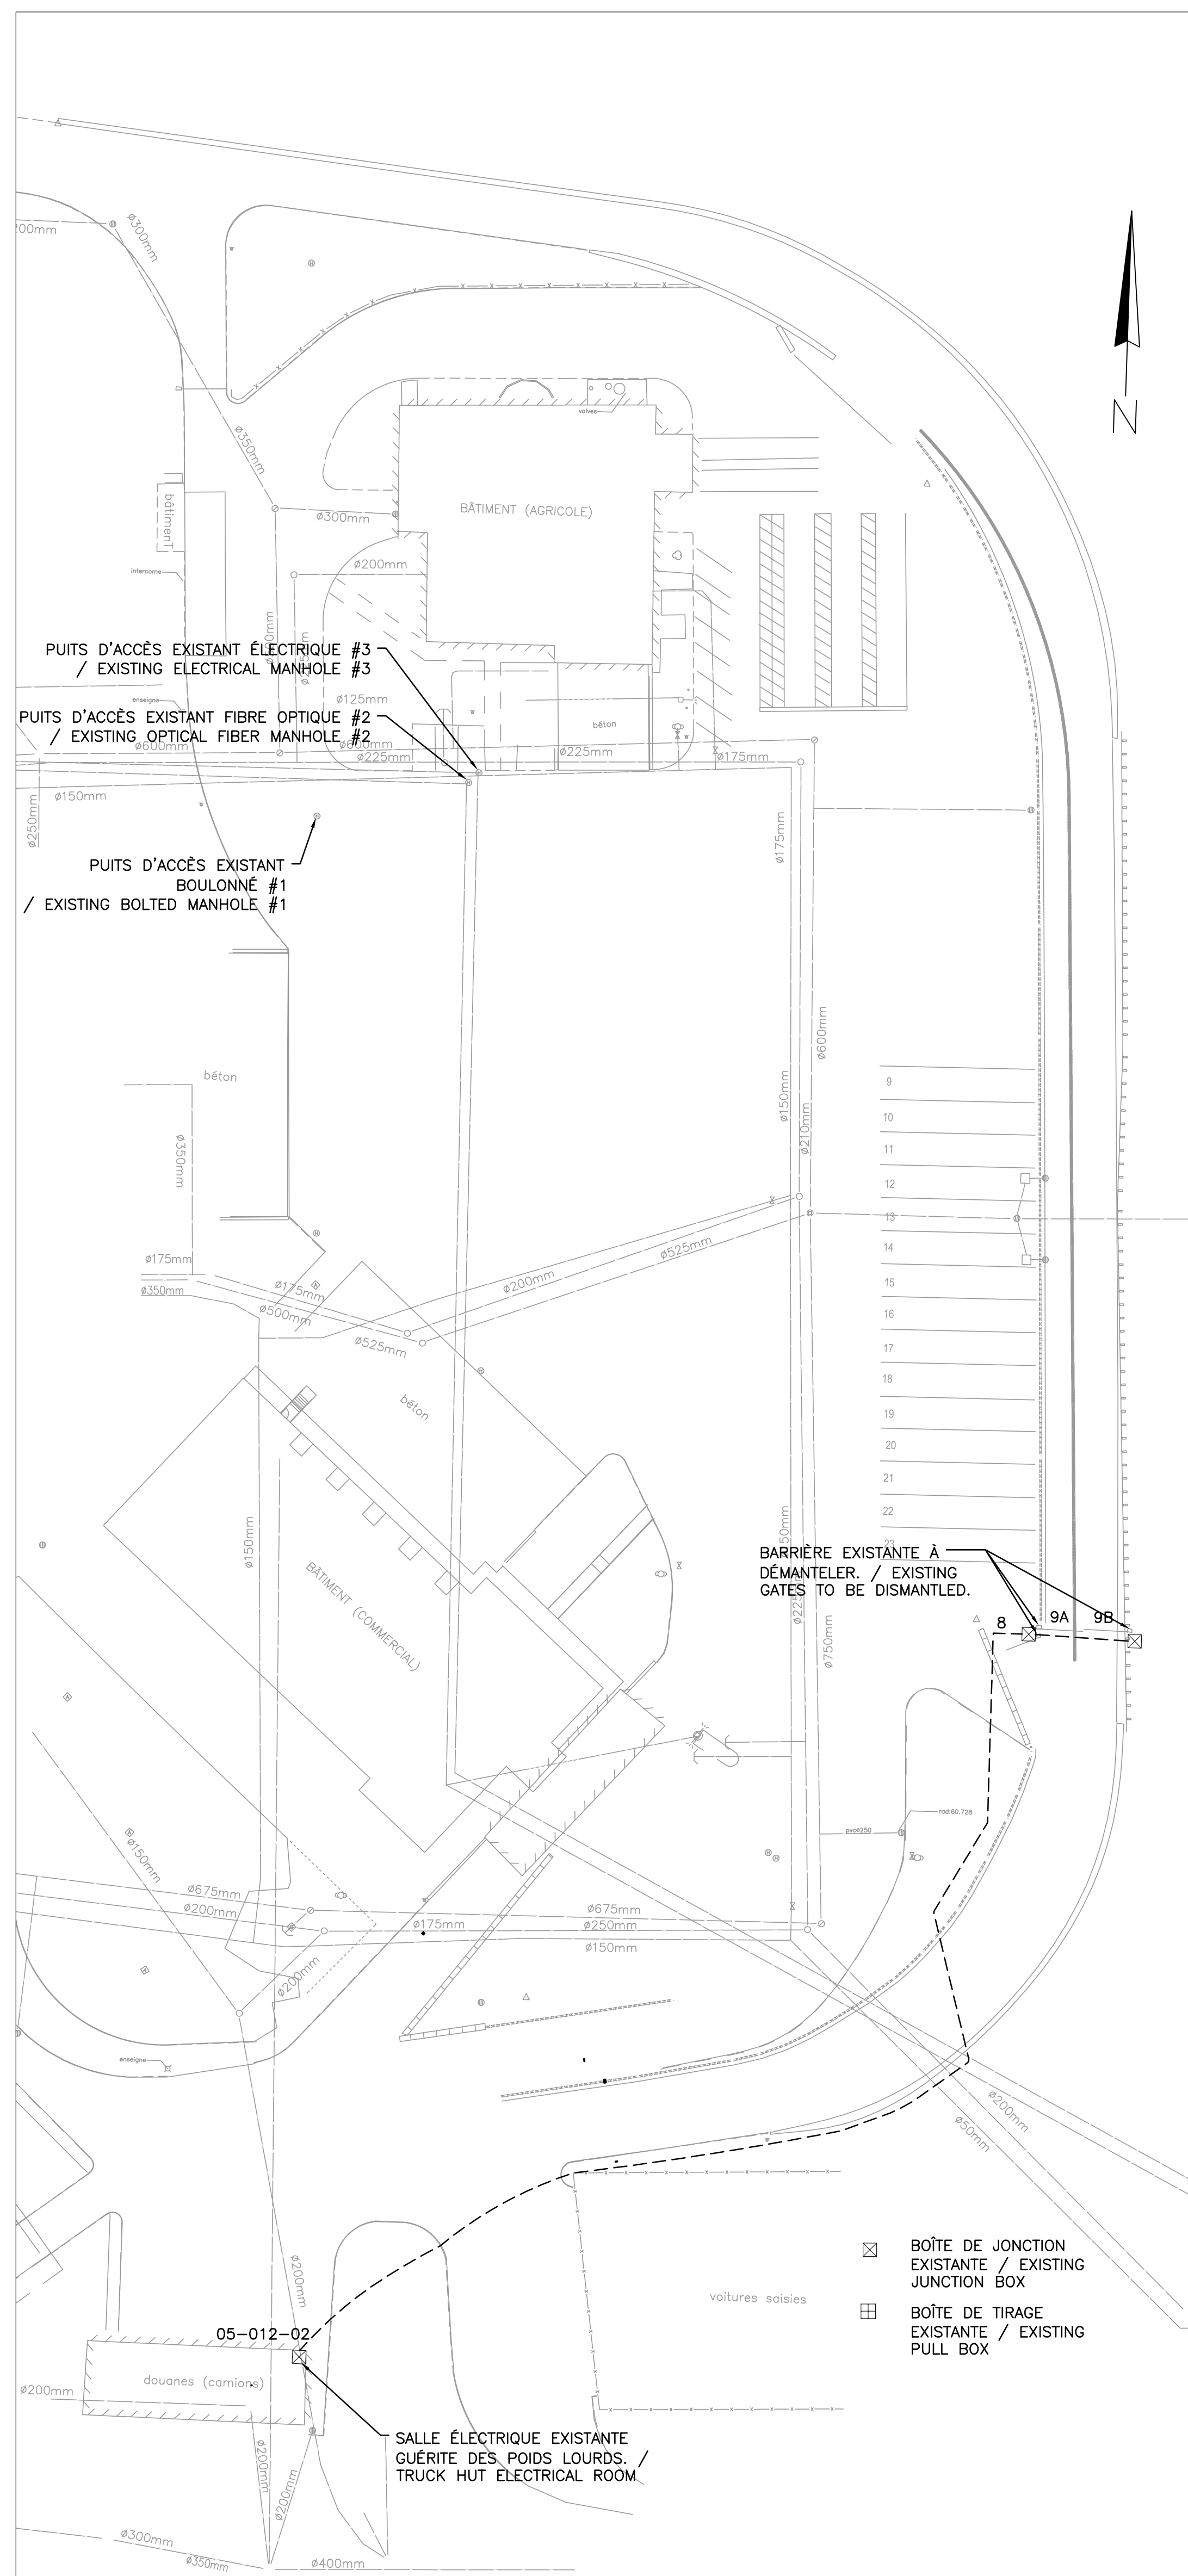 200mm
ø300mm
N
valves
ø350mm
bâtiment
ø300mm
BÂTIMENT (AGRICOLE)
intercome
ø200mm
PUITS D'ACCÈS EXISTANT ÉLECTRIQUE #3
/ EXISTING ELECTRICAL MANHOLE #3
enseigne
ø125mm
PUITS D'ACCÈS EXISTANT FIBRE OPTIQUE #2
/ EXISTING OPTICAL FIBER MANHOLE #2
béton
ø600mm
ø600mm
ø225mm
ø225mm
ø175mm
ø150mm
ø250mm
ø175mm
PUITS D'ACCÈS EXISTANT
BOULONNÉ #1
/ EXISTING BOLTED MANHOLE #1
ø600mm
béton
ø150mm
ø210mm
ø350mm
9
10
11
12
13
14
15
16
17
18
19
20
21
22
23
ø175mm
ø350mm
ø175mm
ø500mm
ø525mm
ø200mm
ø525mm
béton
ø150mm
BÂTIMENT (COMMERCIAL)
BARRIÈRE EXISTANTE À
DÉMANTELER. / EXISTING
GATES TO BE DISMANTLED.
8
9A
9B
ø750mm
rad:60.728
pvcø250
ø150mm
ø675mm
ø200mm
ø175mm
ø675mm
ø250mm
ø150mm
ø200mm
enseigne
ø200mm
ø50mm
ø200mm
BOÎTE DE JONCTION
EXISTANTE / EXISTING
JUNCTION BOX
BOÎTE DE TIRAGE
EXISTANTE / EXISTING
PULL BOX
voitures saisies
05-012-02
douanes (camions)
ø200mm
SALLE ÉLECTRIQUE EXISTANTE
GUÉRITE DES POIDS LOURDS. /
TRUCK HUT ELECTRICAL ROOM
ø200mm
ø200mm
ø300mm
ø350mm
ø400mm